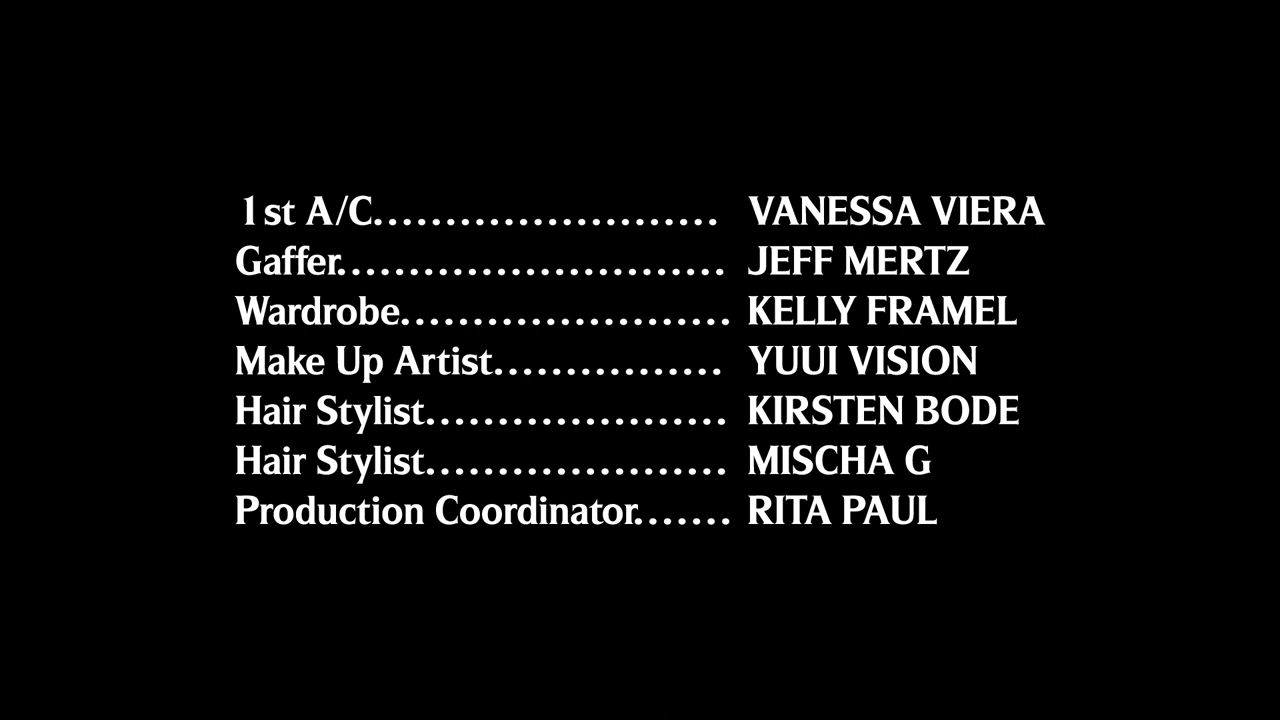 1st A/C........................ VANESSA VIERA
Gaffer........................... JEFF MERTZ
Wardrobe....................... KELLY FRAMEL
Make Up Artist................ YUUI VISION
Hair Stylist..................... KIRSTEN BODE
Hair Stylist..................... MISCHA G
Production Coordinator....... RITA PAUL